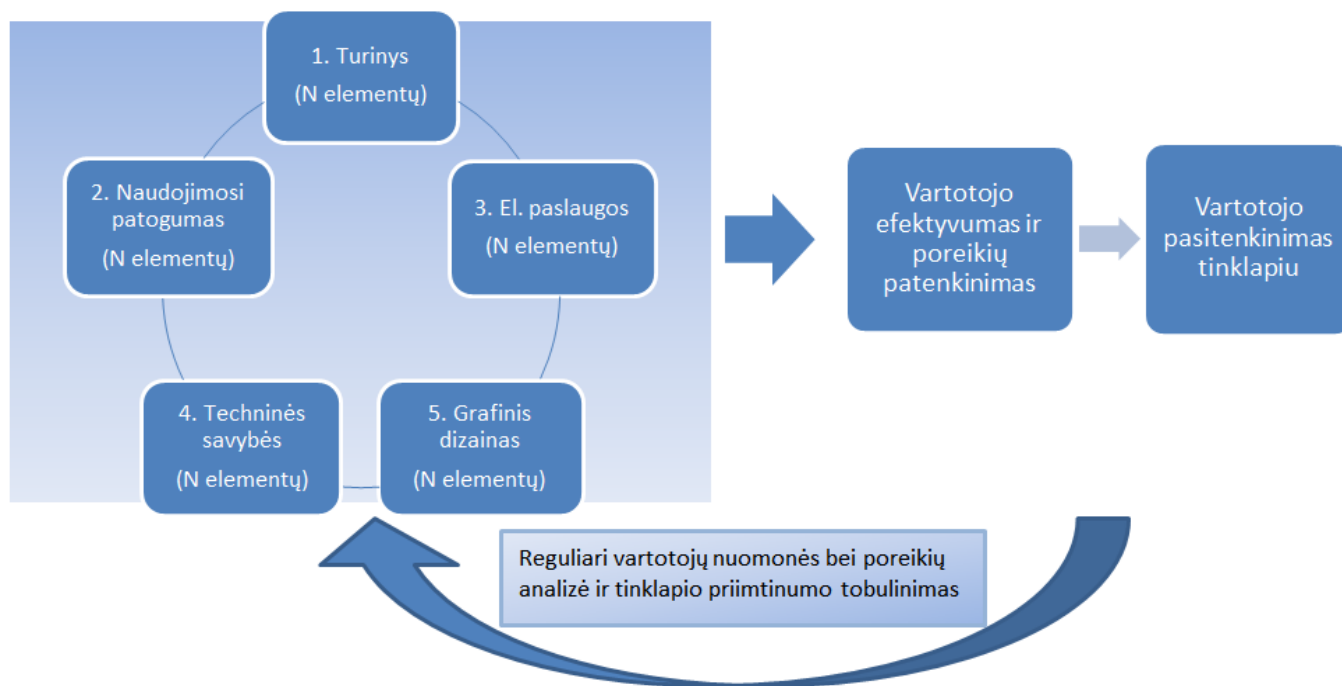 1. Turinys
(N elementų)
2. Naudojimosi
patogumas
(N elementų)
3. El. paslaugos
(N elementų)
4. Techninės
savybės
(N elementų)
5. Grafinis
dizainas
(N elementų)
Vartotojo
efektyvumas ir
poreikių
patenkinimas
Vartotojo
pasitenkinimas
tinklapiu
Reguliari vartotojų nuomonės bei poreikių
analizė ir tinklapio priimtinumo tobulinimas